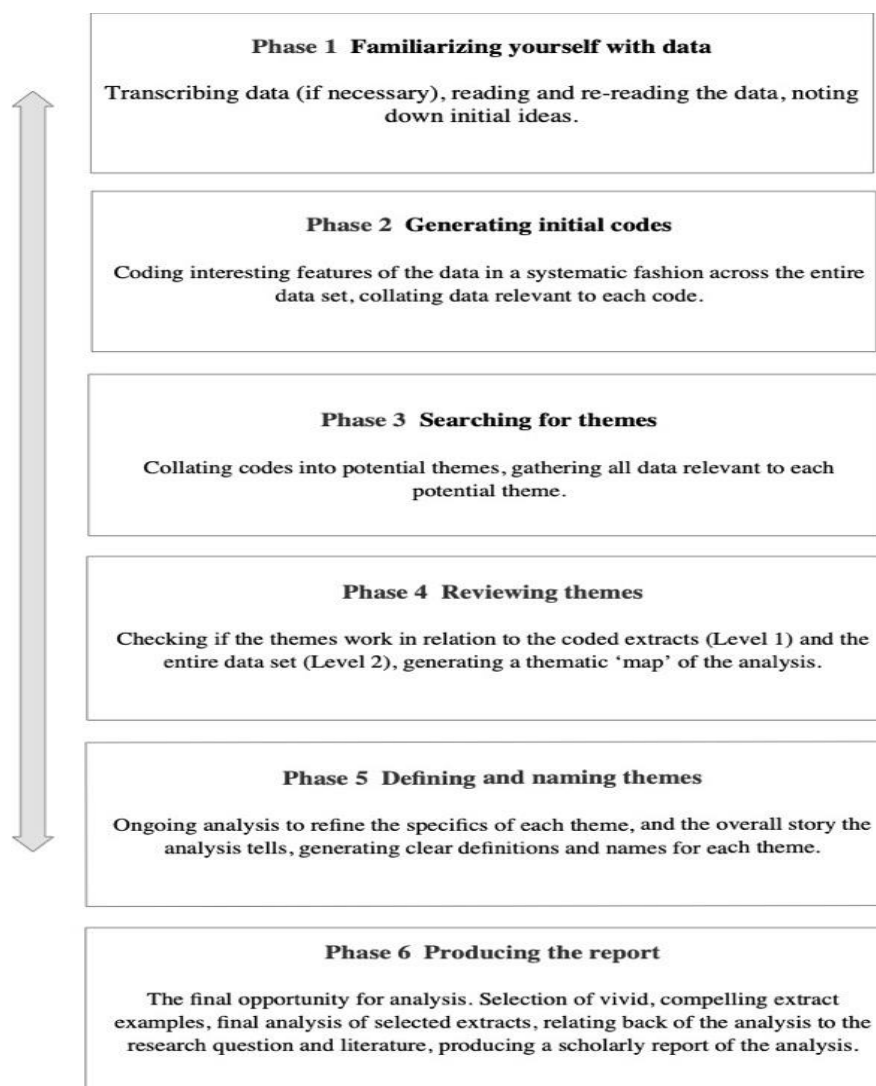 Phase 1 Familiarizing yourself with data
Transcribing data (if necessary), reading and re-reading the data, noting
down initial ideas.
Phase 2 Generating initial codes
Coding interesting features of the data in a systematic fashion across the entire
data set, collating data relevant to each code.
Phase 3 Searching for themes
Collating codes into potential themes, gathering all data relevant to each
potential theme.
Phase 4 Reviewing themes
Checking if the themes work in relation to the coded extracts (Level 1) and the
entire data set (Level 2), generating a thematic ‘map’ of the analysis.
Phase 5 Defining and naming themes
Ongoing analysis to refine the specifics of each theme, and the overall story the
analysis tells, generating clear definitions and names for each theme.
Phase 6 Producing the report
The final opportunity for analysis. Selection of vivid, compelling extract
examples, final analysis of selected extracts, relating back of the analysis to the
research question and literature, producing a scholarly report of the analysis.